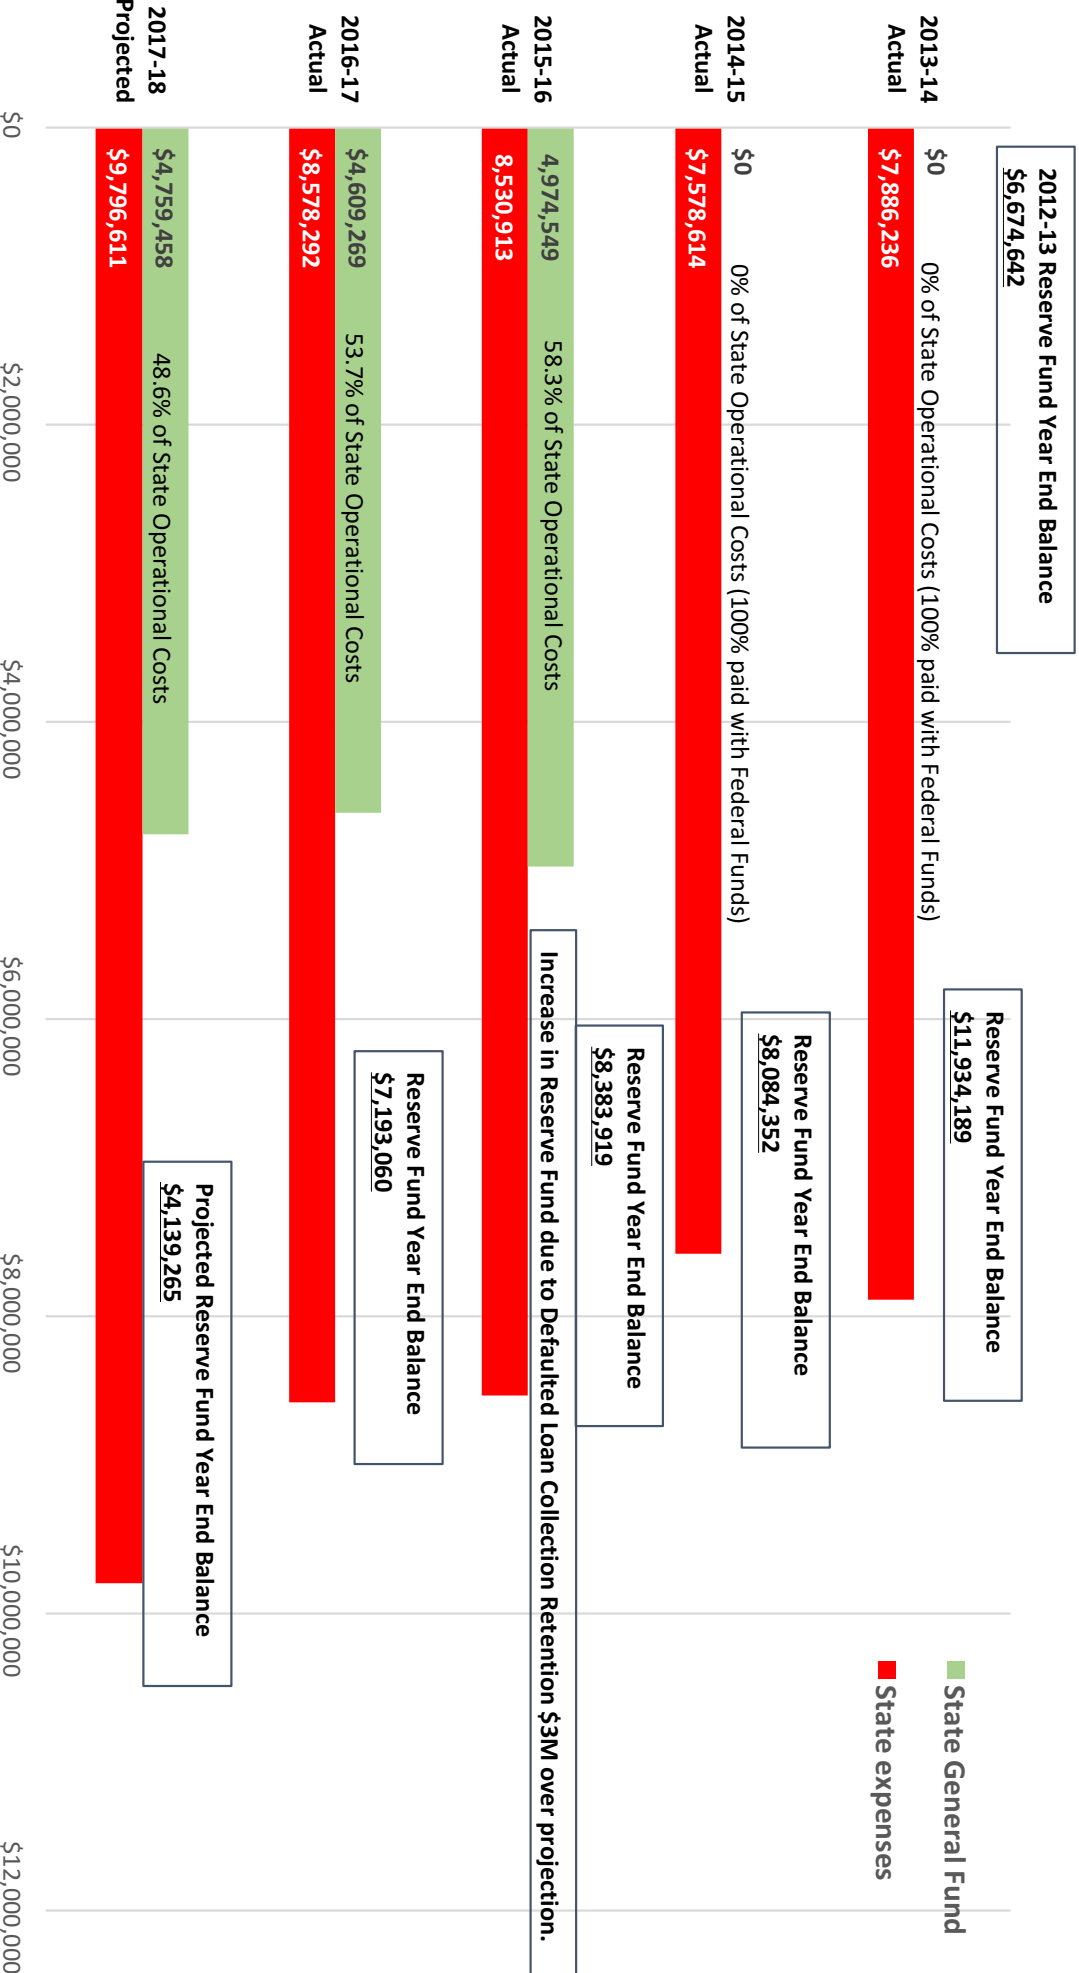 2012-13 Reserve Fund Year End Balance
$6,674,642
2013-14
Actual
$0
0% of State Operational Costs (100% paid with Federal Funds)
$7,886,236
Reserve Fund Year End Balance
$11,934,189
State General Fund
State expenses
2014-15
Actual
$0
0% of State Operational Costs (100% paid with Federal Funds)
$7,578,614
Reserve Fund Year End Balance
$8,084,352
2015-16
Actual
4,974,549
58.3% of State Operational Costs
8,530,913
Reserve Fund Year End Balance
$8,383,919
Increase in Reserve Fund due to Defaulted Loan Collection Retention $3M over projection.
2016-17
Actual
$4,609,269
53.7% of State Operational Costs
$8,578,292
Reserve Fund Year End Balance
$7,193,060
2017-18
Projected
$4,759,458
48.6% of State Operational Costs
$9,796,611
Projected Reserve Fund Year End Balance
$4,139,265
$0
$2,000,000
$4,000,000
$6,000,000
$8,000,000
$10,000,000
$12,000,000